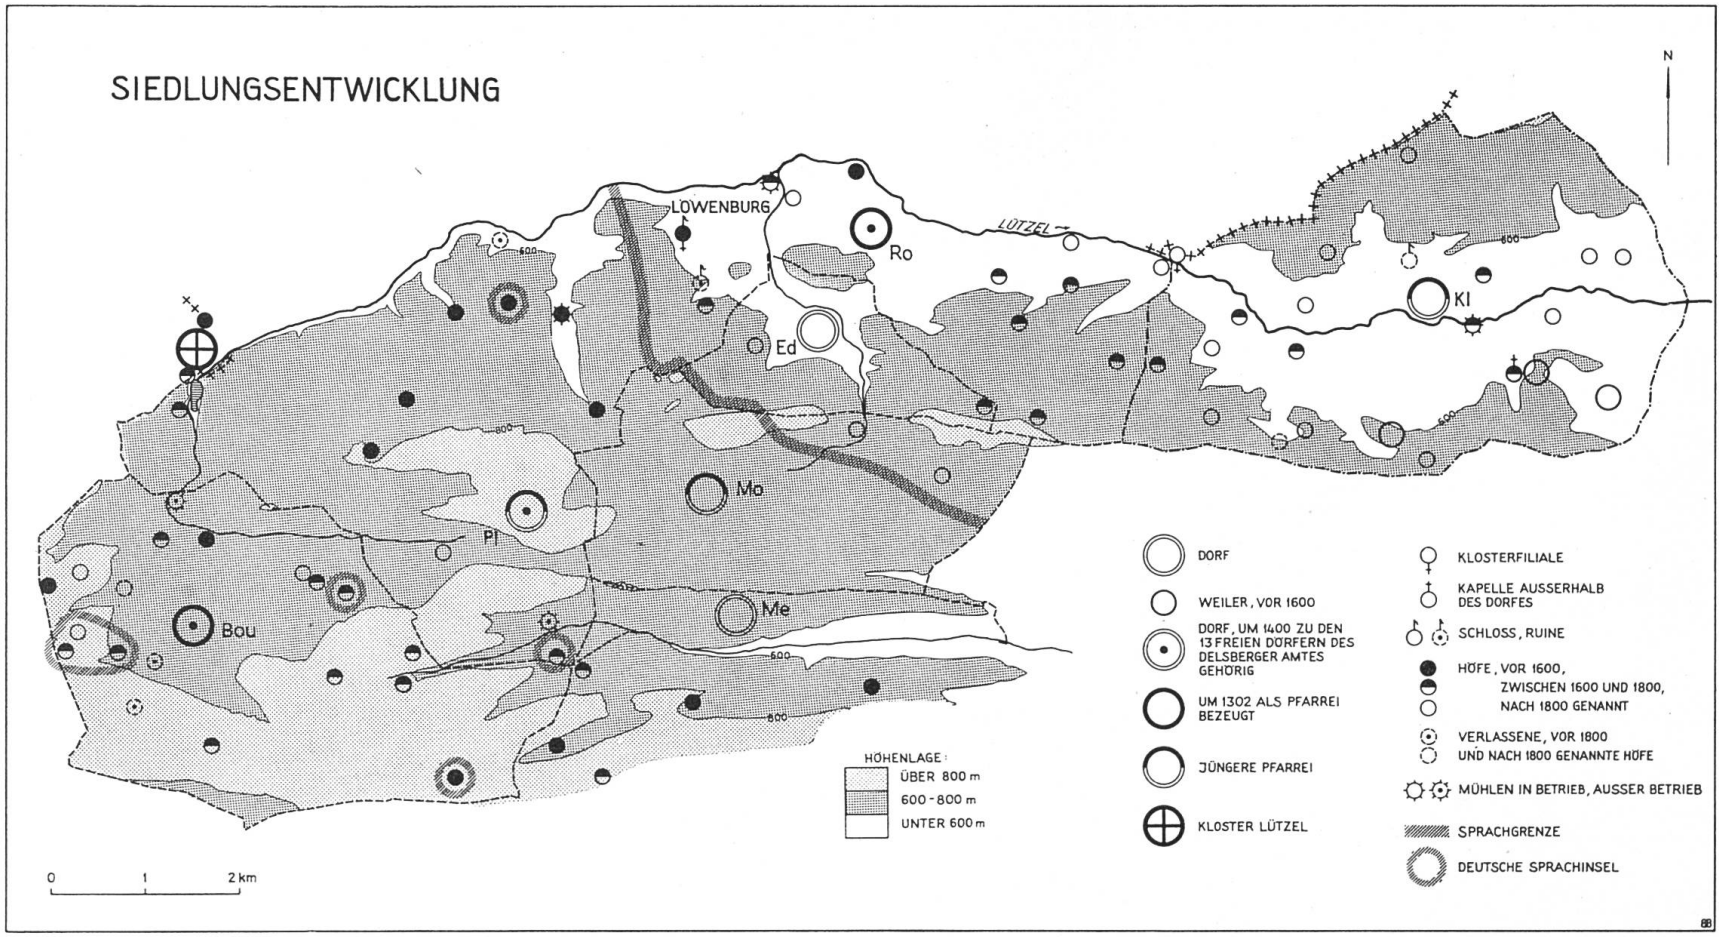 SIEDLUNGSENTWICKLUNG
N
LÖWENBURG
LÜTZEL →
Ro
600
600
Kl
Ed
600
800
Mo
Pl
Me
Bou
600
800
HÖHENLAGE:
ÜBER 800 m
600-800 m
UNTER 600 m
0 1 2 km
DORF
WEILER, VOR 1600
DORF, UM 1400 ZU DEN
13 FREIEN DÖRFERN DES
DELSBERGER AMTES
GEHÖRIG
UM 1302 ALS PFARREI
BEZEUGT
JÜNGERE PFARREI
KLOSTER LÜTZEL
KLOSTERFILIALE
KAPELLE AUSSERHALB
DES DORFES
SCHLOSS, RUINE
HÖFE, VOR 1600,
ZWISCHEN 1600 UND 1800,
NACH 1800 GENANNT
VERLASSENE, VOR 1800
UND NACH 1800 GENANNTE HÖFE
MÜHLEN IN BETRIEB, AUSSER BETRIEB
SPRACHGRENZE
DEUTSCHE SPRACHINSEL